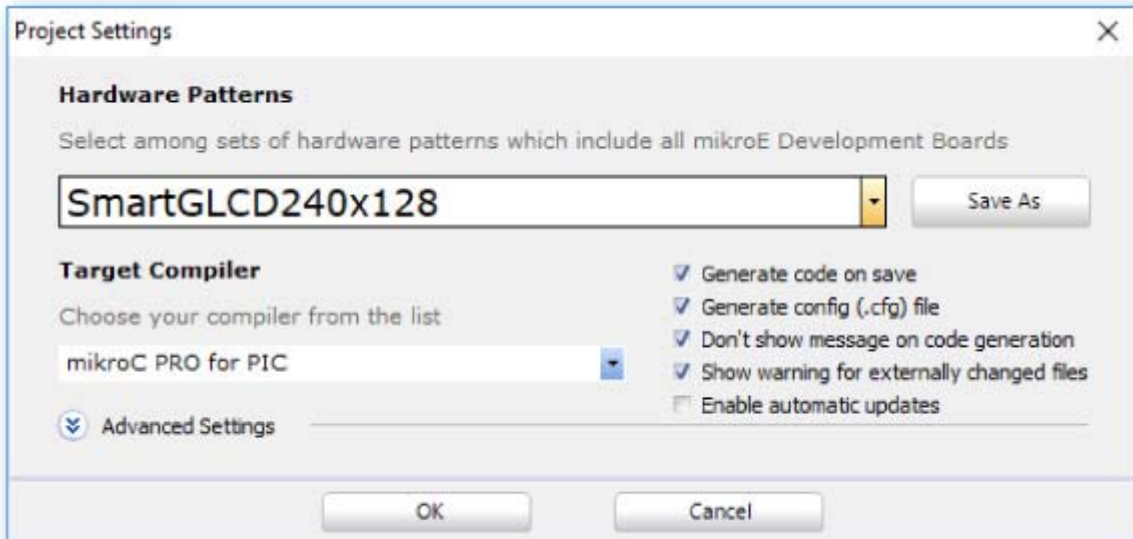 Project Settings
Hardware Patterns
Select among sets of hardware patterns which include all mikroE Development Boards
SmartGLCD240x128
Save As
Target Compiler
Choose your compiler from the list
mikroC PRO for PIC
Generate code on save
Generate config (.cfg) file
Don't show message on code generation
Show warning for externally changed files
Enable automatic updates
Advanced Settings
OK
Cancel